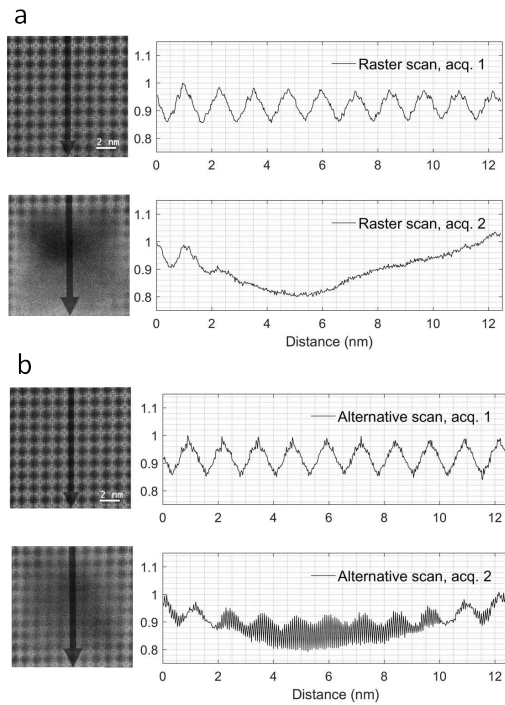 a
2 nm
1.1
1
0.9
0.8
Raster scan, acq. 1
0 2 4 6 8 10 12
1.1
1
0.9
0.8
Raster scan, acq. 2
0 2 4 6 8 10 12
Distance (nm)
b
2 nm
1.1
1
0.9
0.8
Alternative scan, acq. 1
0 2 4 6 8 10 12
1.1
1
0.9
0.8
Alternative scan, acq. 2
0 2 4 6 8 10 12
Distance (nm)